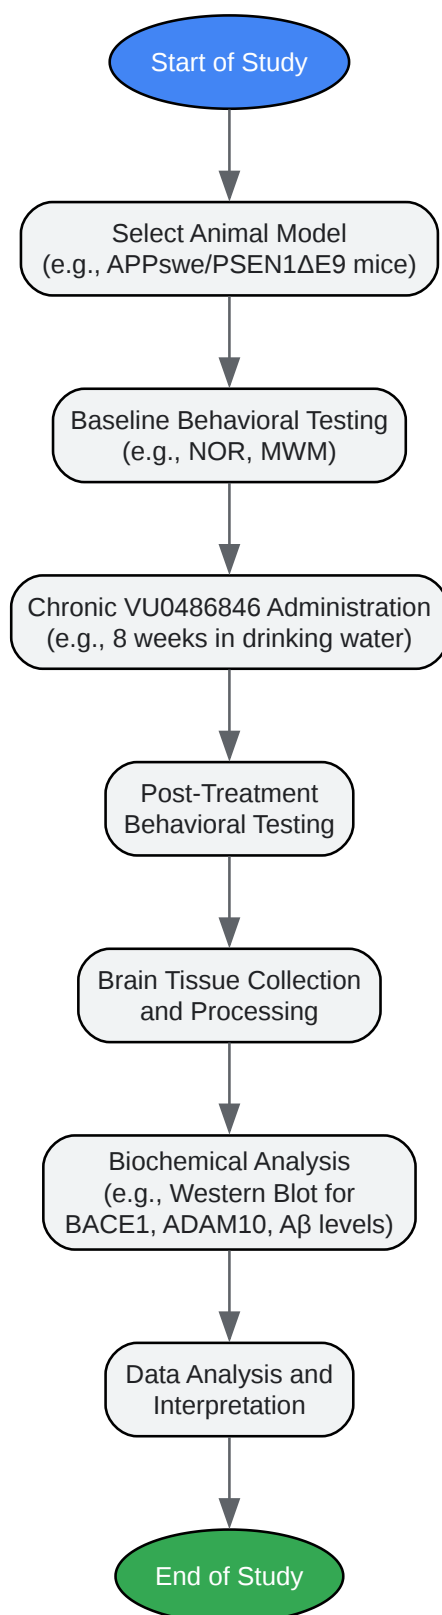 Start of Study
Select Animal Model
(e.g., APPswe/PSEN1ΔE9 mice)
Baseline Behavioral Testing
(e.g., NOR, MWM)
Chronic VU0486846 Administration
(e.g., 8 weeks in drinking water)
Post-Treatment
Behavioral Testing
Brain Tissue Collection
and Processing
Biochemical Analysis
(e.g., Western Blot for
BACE1, ADAM10, Aβ levels)
Data Analysis and
Interpretation
End of Study